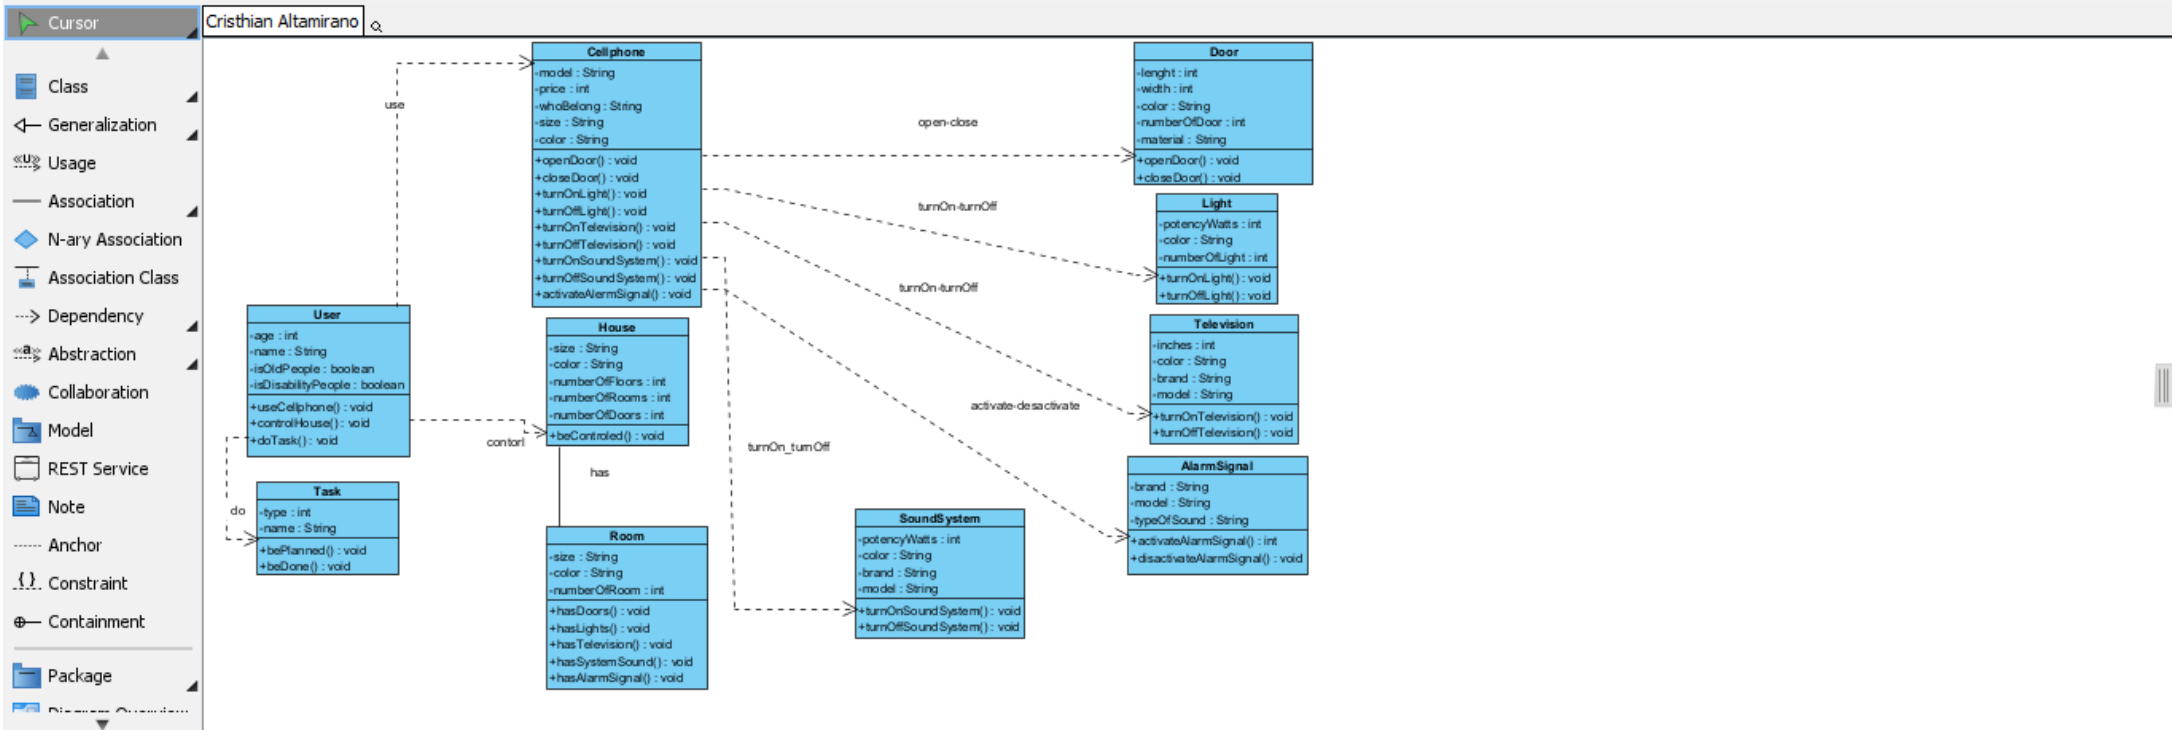 Cursor
Class
Generalization
«U» Usage
Association
N-ary Association
Association Class
Dependency
«a» Abstraction
Collaboration
Model
REST Service
Note
Anchor
{ } Constraint
Containment
Package
Diagram Overview
Cristhian Altamirano
use
Cellphone
-model : String
-price : int
-whoBelong : String
-size : String
-color : String
+openDoor() : void
+closeDoor() : void
+turnOnLight() : void
+turnOffLight() : void
+turnOnTelevision() : void
+turnOffTelevision() : void
+turnOnSoundSystem() : void
+turnOffSoundSystem() : void
+activateAlermSignal() : void
open-close
turnOn-turnOff
turnOn-turnOff
activate-desactivate
turnOn_turnOff
Door
-lenght : int
-width : int
-color : String
-numberOfDoor : int
-material : String
+openDoor() : void
+closeDoor() : void
Light
-potencyWatts : int
-color : String
-numberOfLight : int
+turnOnLight() : void
+turnOffLight() : void
Television
-inches : int
-color : String
-brand : String
-model : String
+turnOnTelevision() : void
+turnOffTelevision() : void
AlarmSignal
-brand : String
-model : String
-typeOfSound : String
+activateAlarmSignal() : int
+disactivateAlarmSignal() : void
User
-age : int
-name : String
-isOldPeople : boolean
-isDisabilityPeople : boolean
+useCellphone() : void
+controlHouse() : void
+doTask() : void
contorl
do
Task
-type : int
-name : String
+bePlanned() : void
+beDone() : void
House
-size : String
-color : String
-numberOfFloors : int
-numberOfRooms : int
-numberOfDoors : int
+beControled() : void
has
Room
-size : String
-color : String
-numberOfRoom : int
+hasDoors() : void
+hasLights() : void
+hasTelevision() : void
+hasSystemSound() : void
+hasAlarmSignal() : void
SoundSystem
-potencyWatts : int
-color : String
-brand : String
-model : String
+turnOnSoundSystem() : void
+turnOffSoundSystem() : void